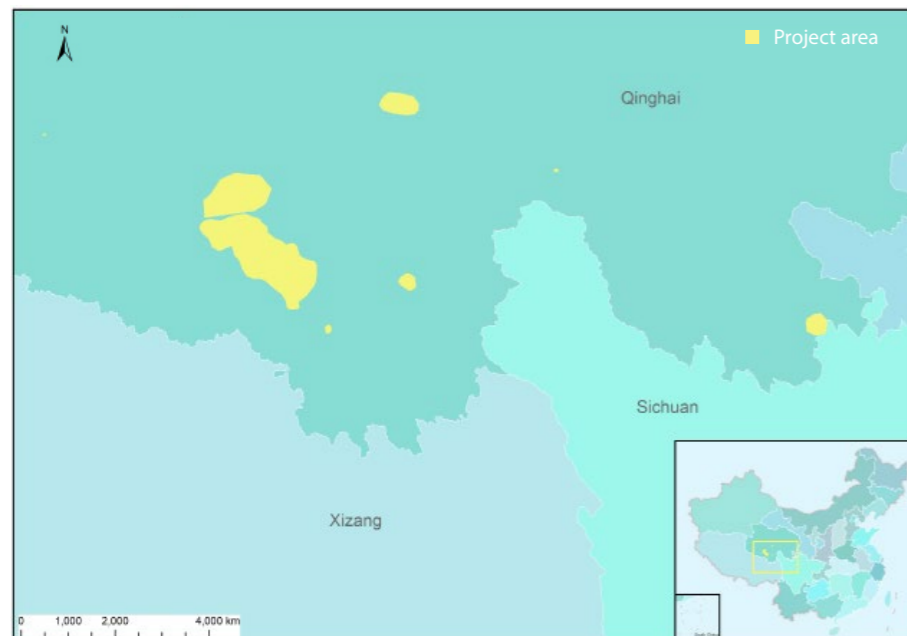 N
Project area
Qinghai
Sichuan
Xizang
0 1,000 2,000 4,000 km